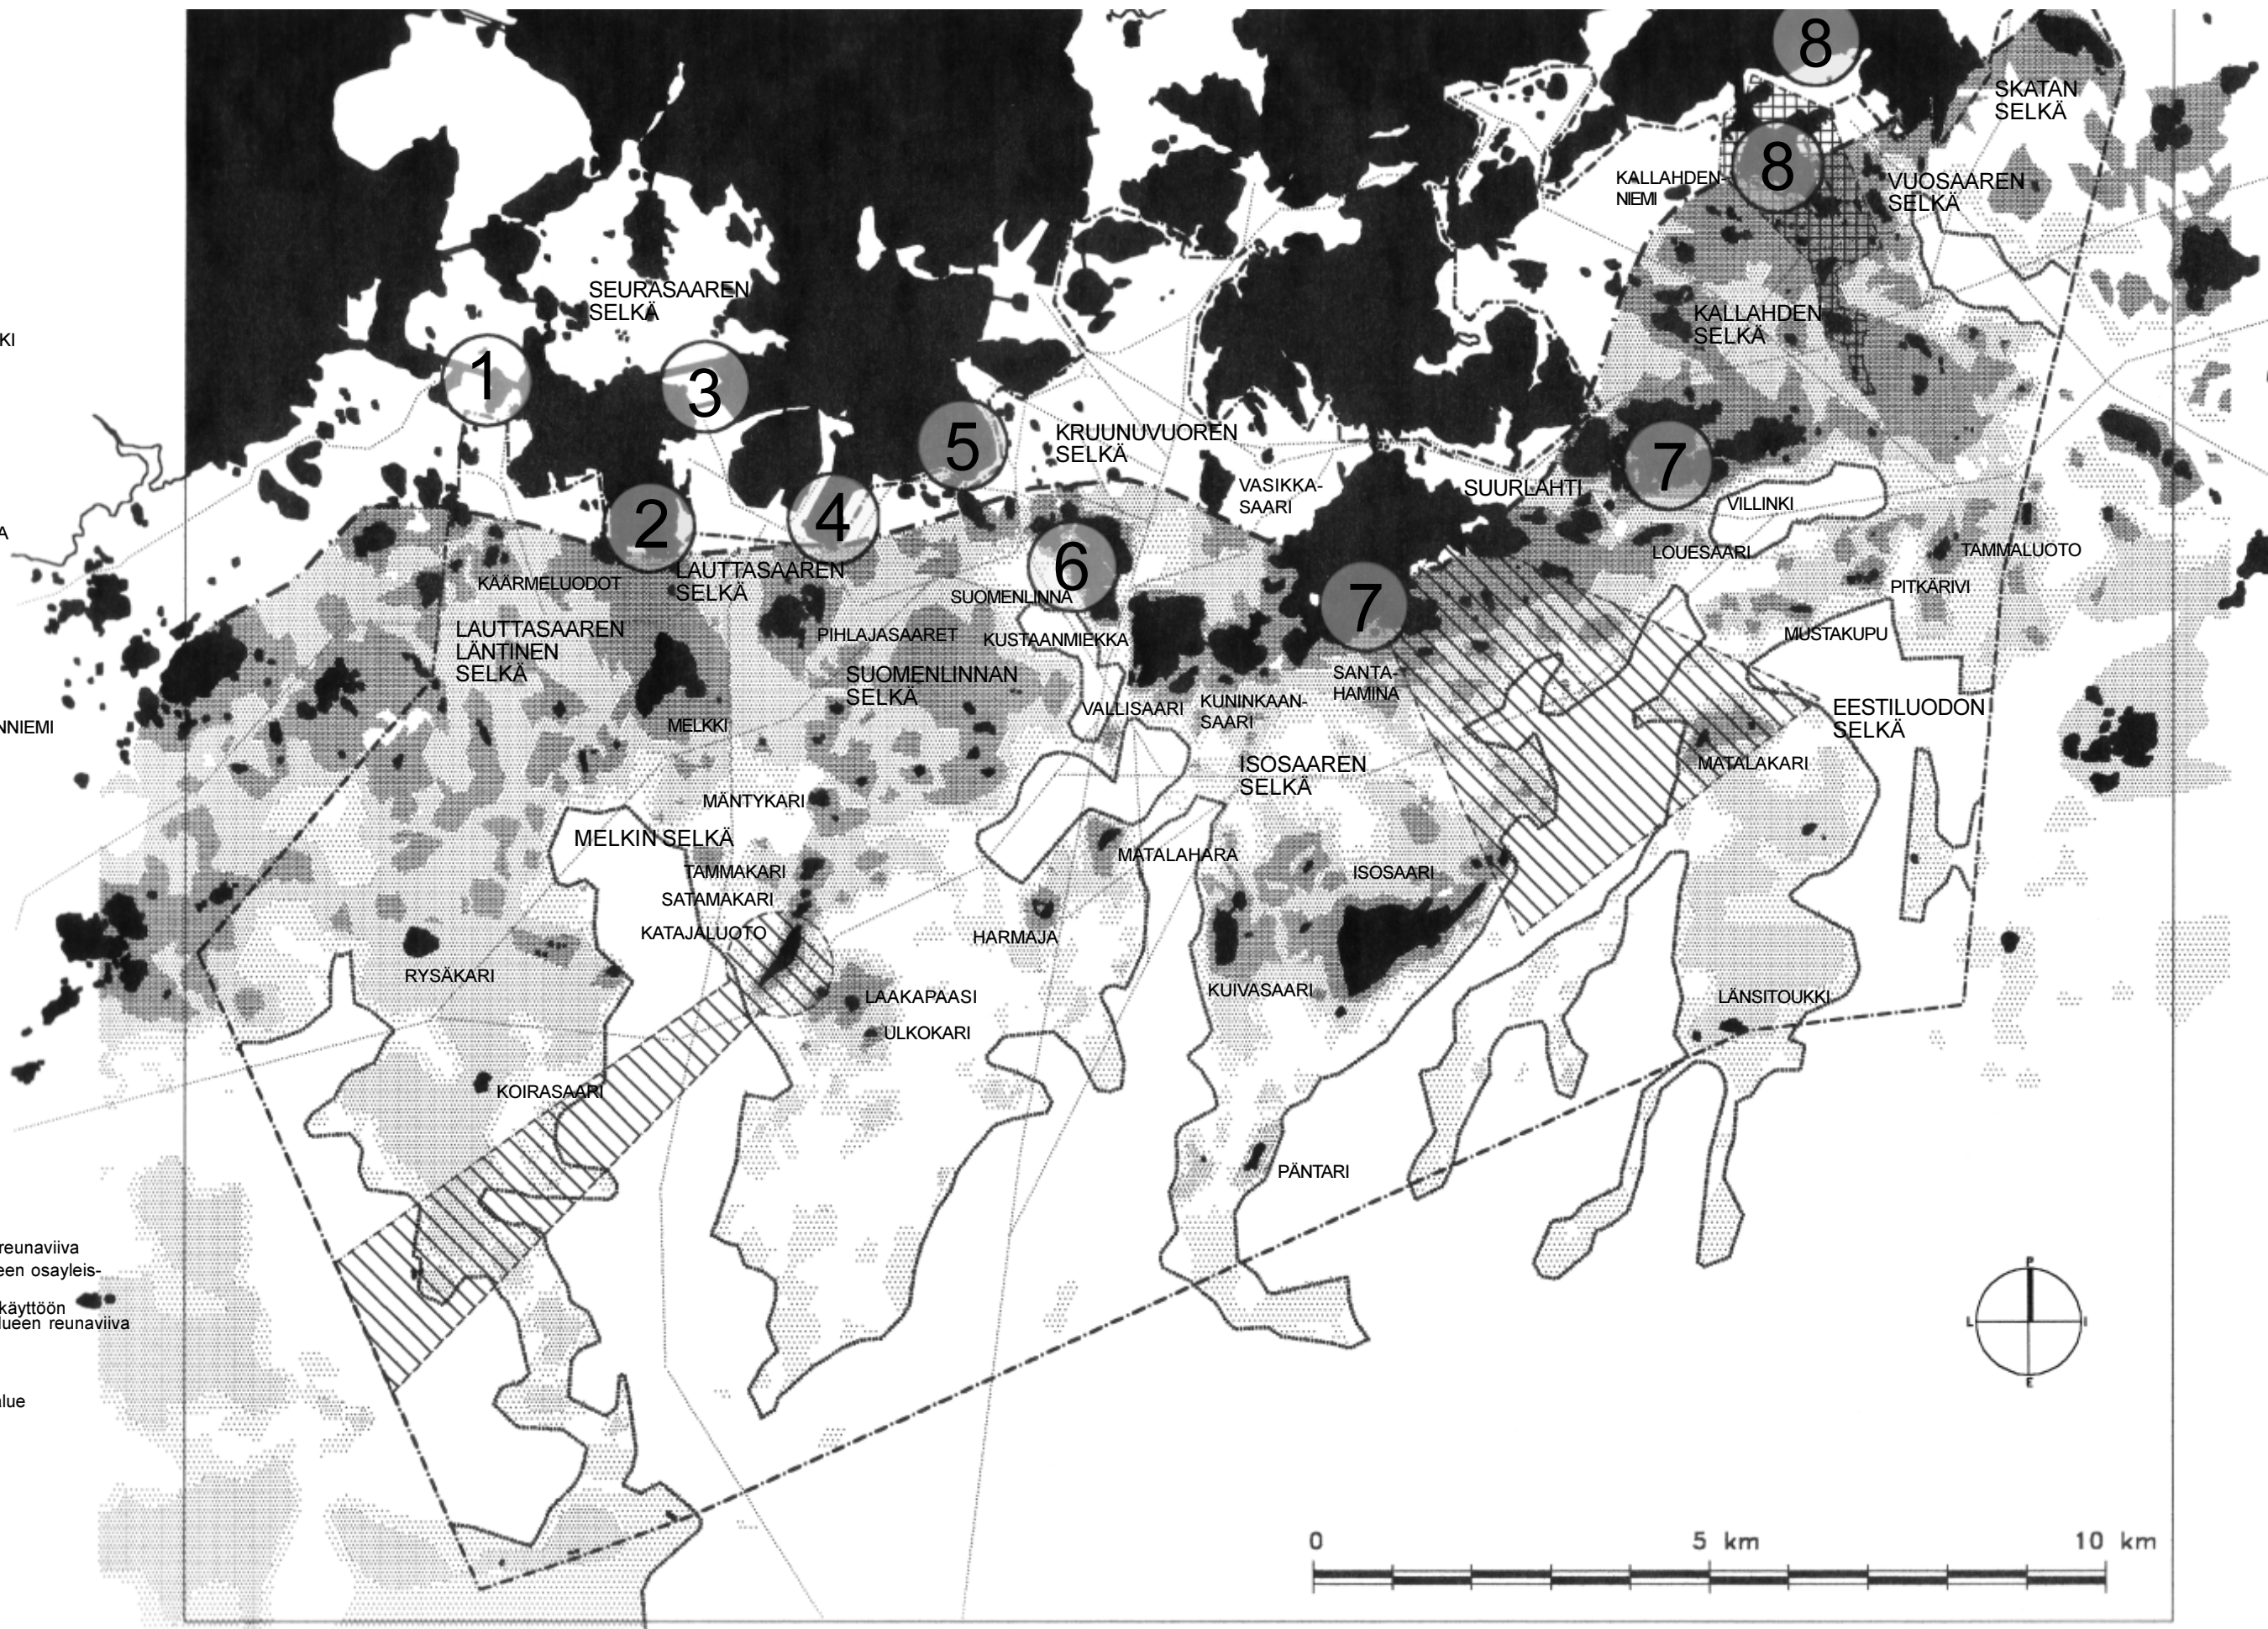 8
SKATAN
SELKÄ
8
KALLAHDEN-
NIEMI
VUOSAAREN
SELKÄ
SEURASAAREN
SELKÄ
KALLAHDEN
SELKÄ
KI
1
3
5
KRUUNUVUOREN
SELKÄ
7
VASIKKA-
SAARI
SUURLAHTI
VILLINKI
2
4
A
LOUESAARI
TAMMALUOTO
6
LAUTTASAAREN
SELKÄ
KÄÄRMELUODOT
SUOMENLINNA
7
PITKÄRIVI
LAUTTASAAREN
LÄNTINEN
SELKÄ
PIHLAJASAARET
KUSTAANMIEKKA
MUSTAKUPU
SUOMENLINNAN
SELKÄ
SANTA-
HAMINA
VALLISAARI
KUNINKAAN-
SAARI
EESTILUODON
SELKÄ
NNIEMI
MELKKI
ISOSAAREN
SELKÄ
MATALAKARI
MÄNTYKARI
MELKIN SELKÄ
MATALAHARA
TAMMAKARI
ISOSAARI
SATAMAKARI
KATAJALUOTO
HARMAJA
RYSÄKARI
KUIVASAARI
LAAKAPAASI
LÄNSITOUKKI
ULKOKARI
KOIRASAARI
PÄNTARI
reunaviiva
een osayleis-
käyttöön
lueen reunaviiva
alue
P
L
I
E
0
5 km
10 km